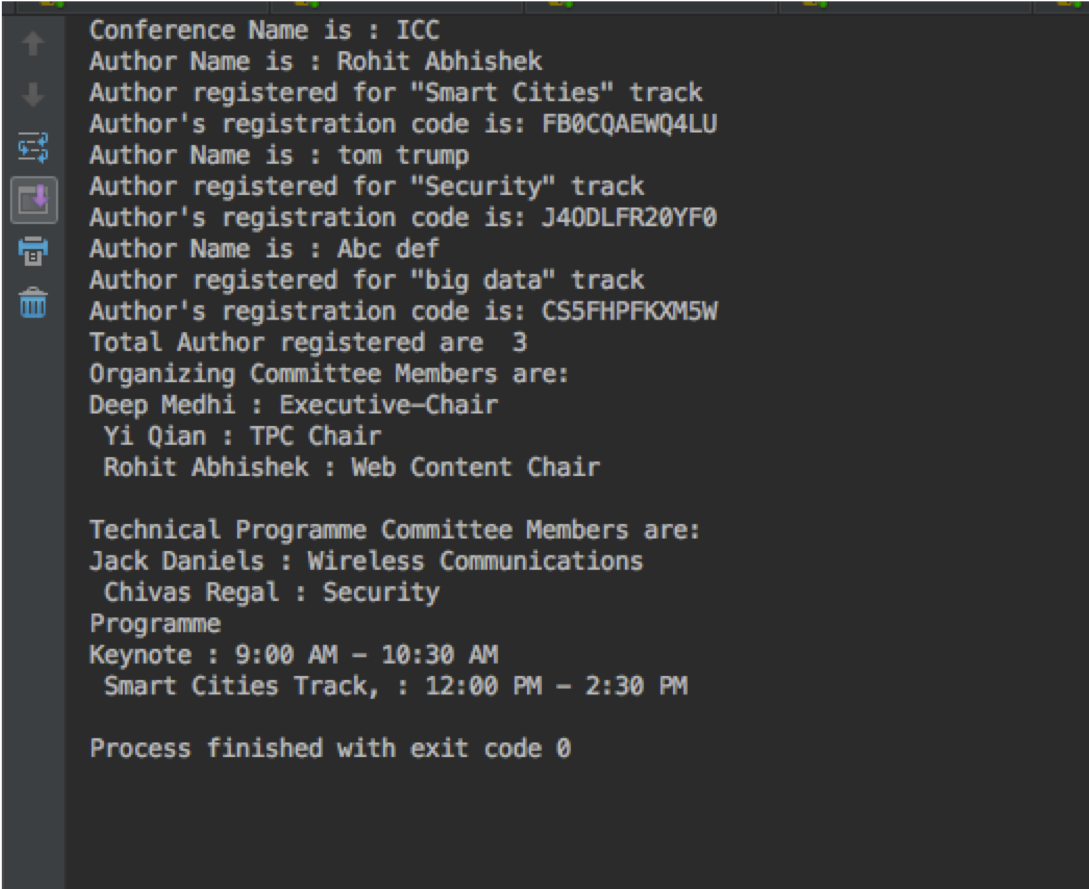 Conference Name is : ICC
Author Name is : Rohit Abhishek
Author registered for "Smart Cities" track
Author's registration code is: FB0CQAEWQ4LU
Author Name is : tom trump
Author registered for "Security" track
Author's registration code is: J4ODLFR20YF0
Author Name is : Abc def
Author registered for "big data" track
Author's registration code is: CS5FHPFKXM5W
Total Author registered are  3
Organizing Committee Members are:
Deep Medhi : Executive-Chair
 Yi Qian : TPC Chair
 Rohit Abhishek : Web Content Chair

Technical Programme Committee Members are:
Jack Daniels : Wireless Communications
 Chivas Regal : Security
Programme
Keynote : 9:00 AM – 10:30 AM
 Smart Cities Track, : 12:00 PM – 2:30 PM

Process finished with exit code 0